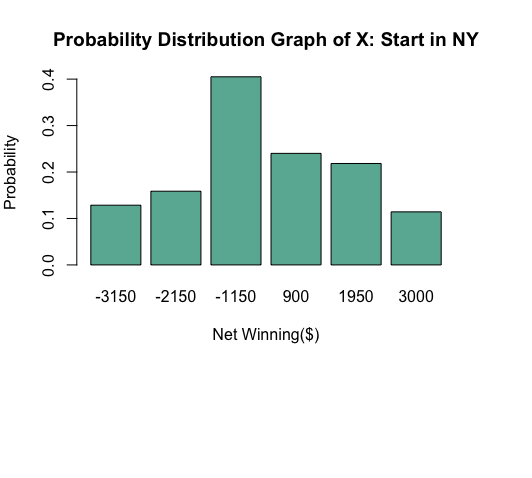 Probability Distribution Graph of X: Start in NY
Probability
0.4
0.3
0.2
0.1
0.0
-3150 -2150 -1150 900 1950 3000
Net Winning($)